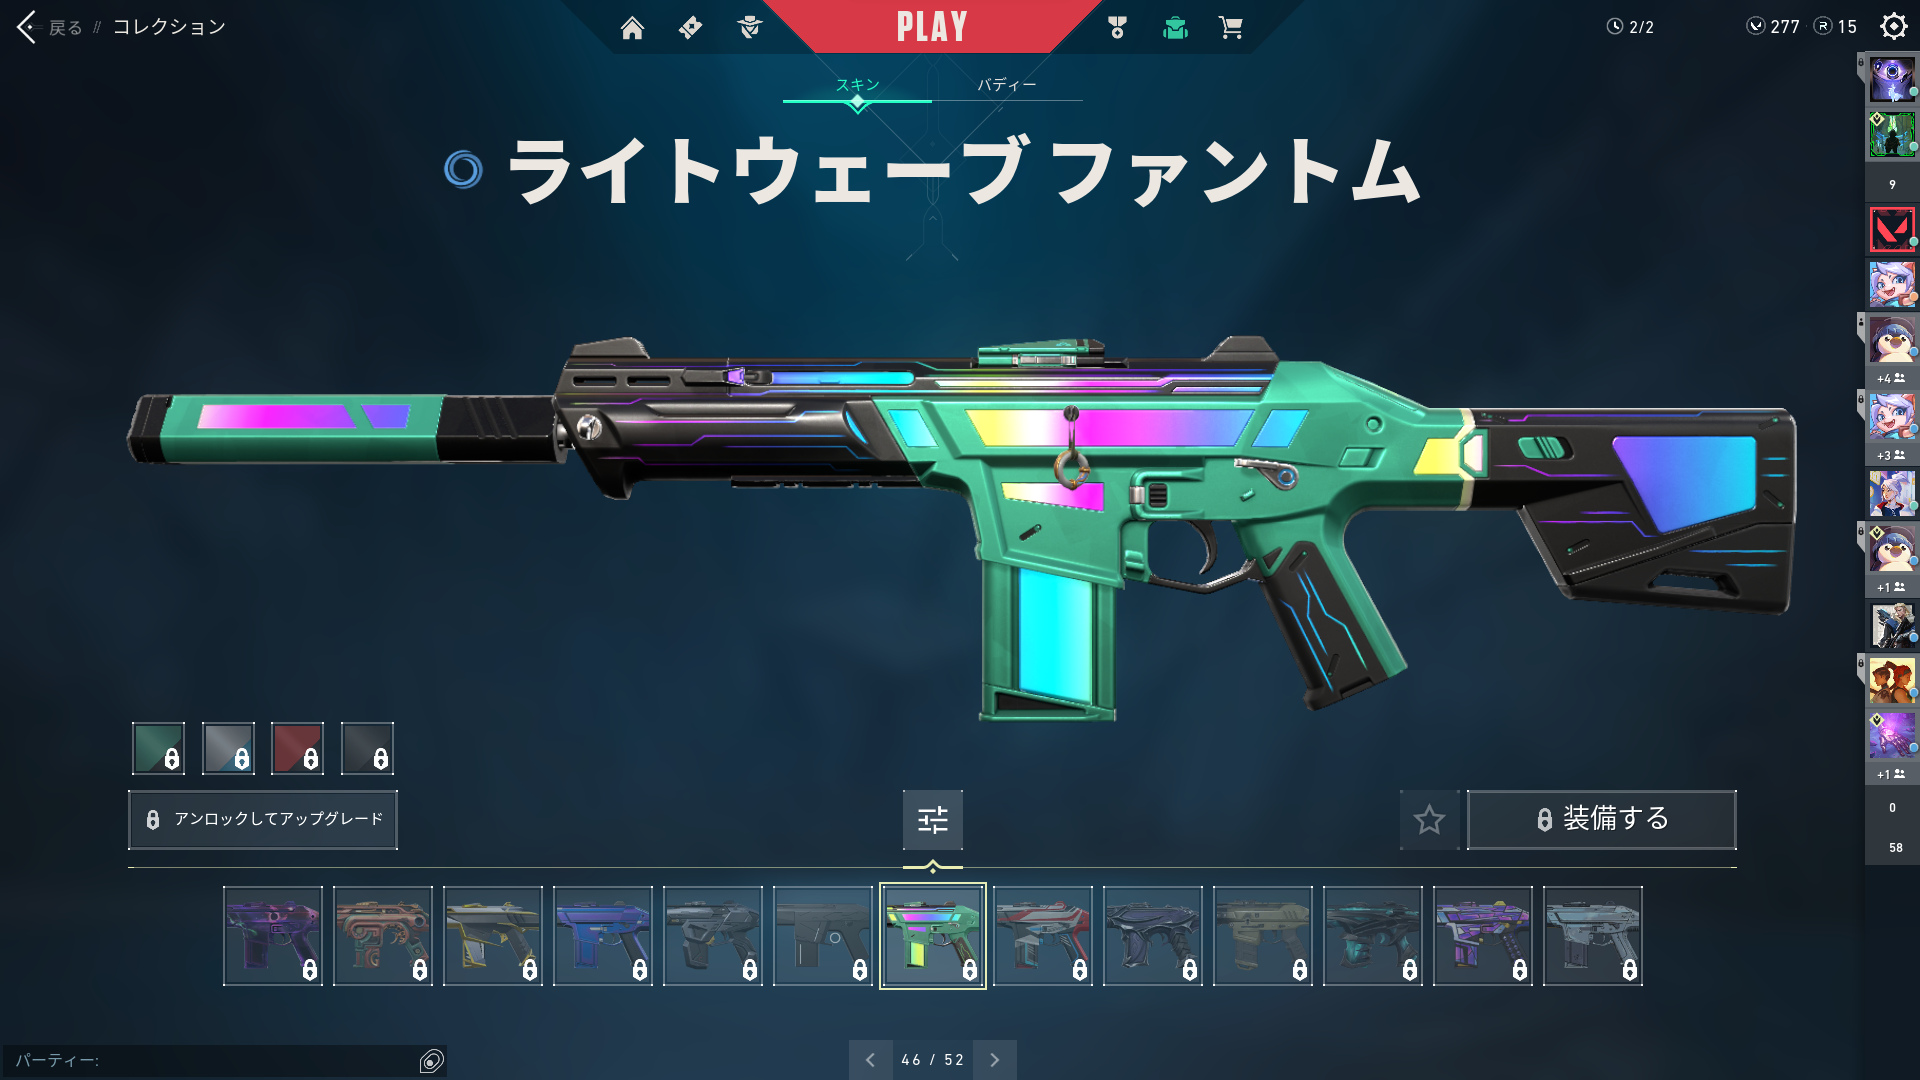 戻る // コレクション
PLAY
2/2
277
R 15
スキン
バディー
ライトウェーブ ファントム
9
+4
+3
+1
+1
0
58
アンロックしてアップグレード
装備する
パーティー:
46 / 52